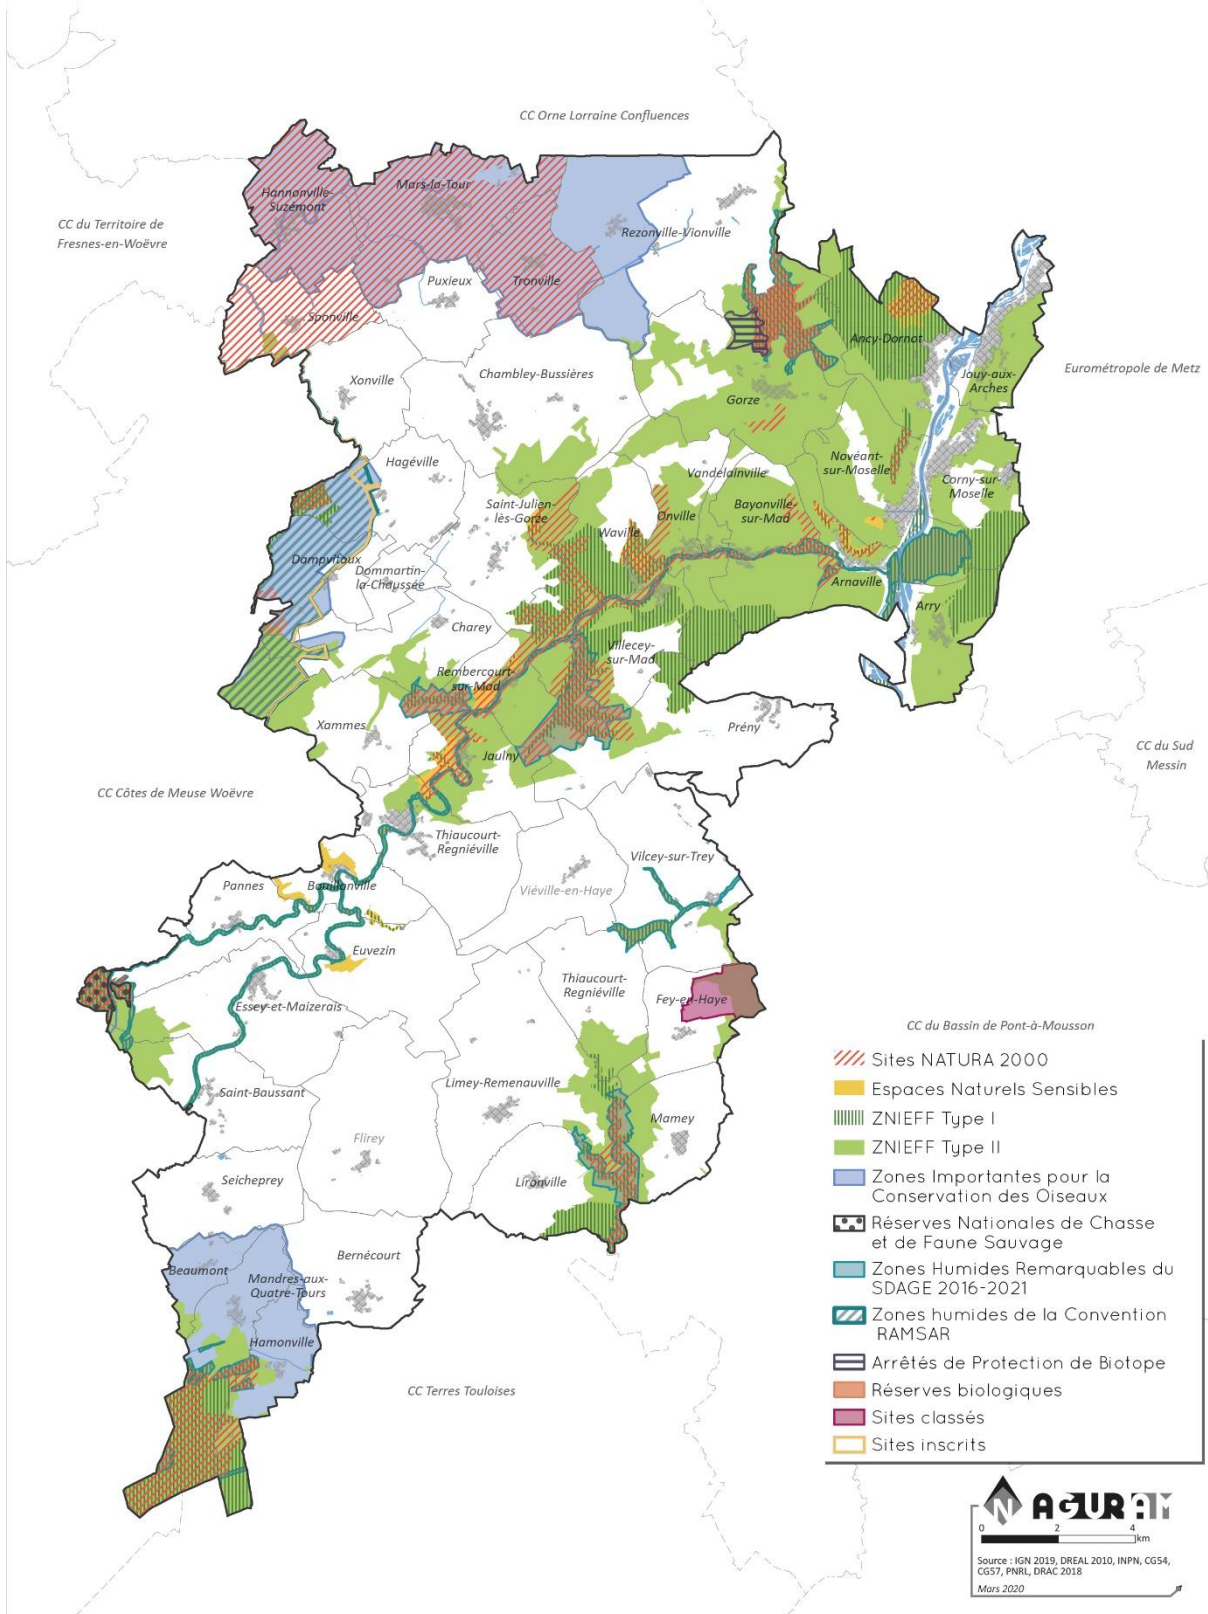 CC Orne Lorraine Confluences
CC du Territoire de
Fresnes-en-Woëvre
Hannonville-
Suzémont
Mars-la-Tour
Rezonville-Vionville
Puxieux
Tronville
Sponville
Ancy-Dornot
Jouy-aux-
Arches
Eurométropole de Metz
Xonville
Chambley-Bussières
Gorze
Novéant-
sur-Moselle
Hagéville
Vandelainville
Corny-sur-
Moselle
Saint-Julien-
lès-Gorze
Waville
Onville
Bayonville-
sur-Mad
Dampvitoux
Dommartin-
la-Chaussée
Arnaville
Arry
Charey
Villecey-
sur-Mad
Rembercourt-
sur-Mad
Xammes
Jaulny
Prény
CC du Sud
Messin
CC Côtes de Meuse Woëvre
Thiaucourt-
Regniéville
Vilcey-sur-Trey
Viéville-en-Haye
Pannes
Bouillonville
Euvezin
Thiaucourt-
Regniéville
Fey-en-Haye
Essey-et-Maizerais
CC du Bassin de Pont-à-Mousson
Saint-Baussant
Limey-Remenauville
Mamey
Flirey
Seicheprey
Lironville
Bernécourt
Beaumont
Mandres-aux-
Quatre-Tours
Hamonville
CC Terres Touloises
Sites NATURA 2000
Espaces Naturels Sensibles
ZNIEFF Type I
ZNIEFF Type II
Zones Importantes pour la
Conservation des Oiseaux
Réserves Nationales de Chasse
et de Faune Sauvage
Zones Humides Remarquables du
SDAGE 2016-2021
Zones humides de la Convention
RAMSAR
Arrêtés de Protection de Biotope
Réserves biologiques
Sites classés
Sites inscrits
N AGURAM
0 2 4
km
Source : IGN 2019, DREAL 2010, INPN, CG54,
CG57, PNRL, DRAC 2018
Mars 2020